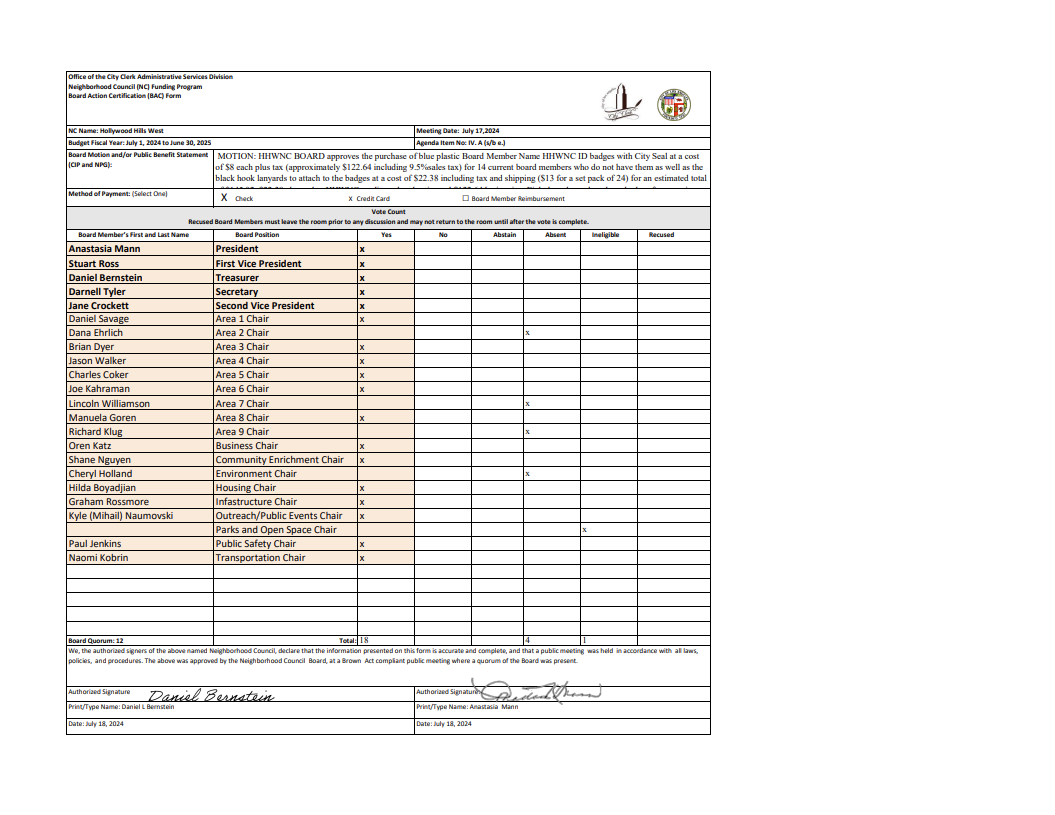 Office of the City Clerk Administrative Services Division
Neighborhood Council (NC) Funding Program
Board Action Certification (BAC) Form
NC Name: Hollywood Hills West Meeting Date: July 17,2024
Budget Fiscal Year: July 1, 2024 to June 30, 2025 Agenda Item No: IV. A (s/b e.)
Board Motion and/or Public Benefit Statement (CIP and NPG):
MOTION: HHWNC BOARD approves the purchase of blue plastic Board Member Name HHWNC ID badges with City Seal at a cost
of $8 each plus tax (approximately $122.64 including 9.5%sales tax) for 14 current board members who do not have them as well as the
black hook lanyards to attach to the badges at a cost of $22.38 including tax and shipping ($13 for a set pack of 24) for an estimated total
Method of Payment: (Select One) X Check X Credit Card ☐ Board Member Reimbursement
Vote Count
Recused Board Members must leave the room prior to any discussion and may not return to the room until after the vote is complete.
Board Member's First and Last Name Board Position Yes No Abstain Absent Ineligible Recused
Anastasia Mann President x
Stuart Ross First Vice President x
Daniel Bernstein Treasurer x
Darnell Tyler Secretary x
Jane Crockett Second Vice President x
Daniel Savage Area 1 Chair x
Dana Ehrlich Area 2 Chair x
Brian Dyer Area 3 Chair x
Jason Walker Area 4 Chair x
Charles Coker Area 5 Chair x
Joe Kahraman Area 6 Chair x
Lincoln Williamson Area 7 Chair x
Manuela Goren Area 8 Chair x
Richard Klug Area 9 Chair x
Oren Katz Business Chair x
Shane Nguyen Community Enrichment Chair x
Cheryl Holland Environment Chair x
Hilda Boyadjian Housing Chair x
Graham Rossmore Infastructure Chair x
Kyle (Mihail) Naumovski Outreach/Public Events Chair x
Parks and Open Space Chair x
Paul Jenkins Public Safety Chair x
Naomi Kobrin Transportation Chair x
Board Quorum: 12 Total: 18 4 1
We, the authorized signers of the above named Neighborhood Council, declare that the information presented on this form is accurate and complete, and that a public meeting was held in accordance with all laws,
policies, and procedures. The above was approved by the Neighborhood Council Board, at a Brown Act compliant public meeting where a quorum of the Board was present.
Authorized Signature Daniel Bernstein Authorized Signature:
Print/Type Name: Daniel L Bernstein Print/Type Name: Anastasia Mann
Date: July 18, 2024 Date: July 18, 2024